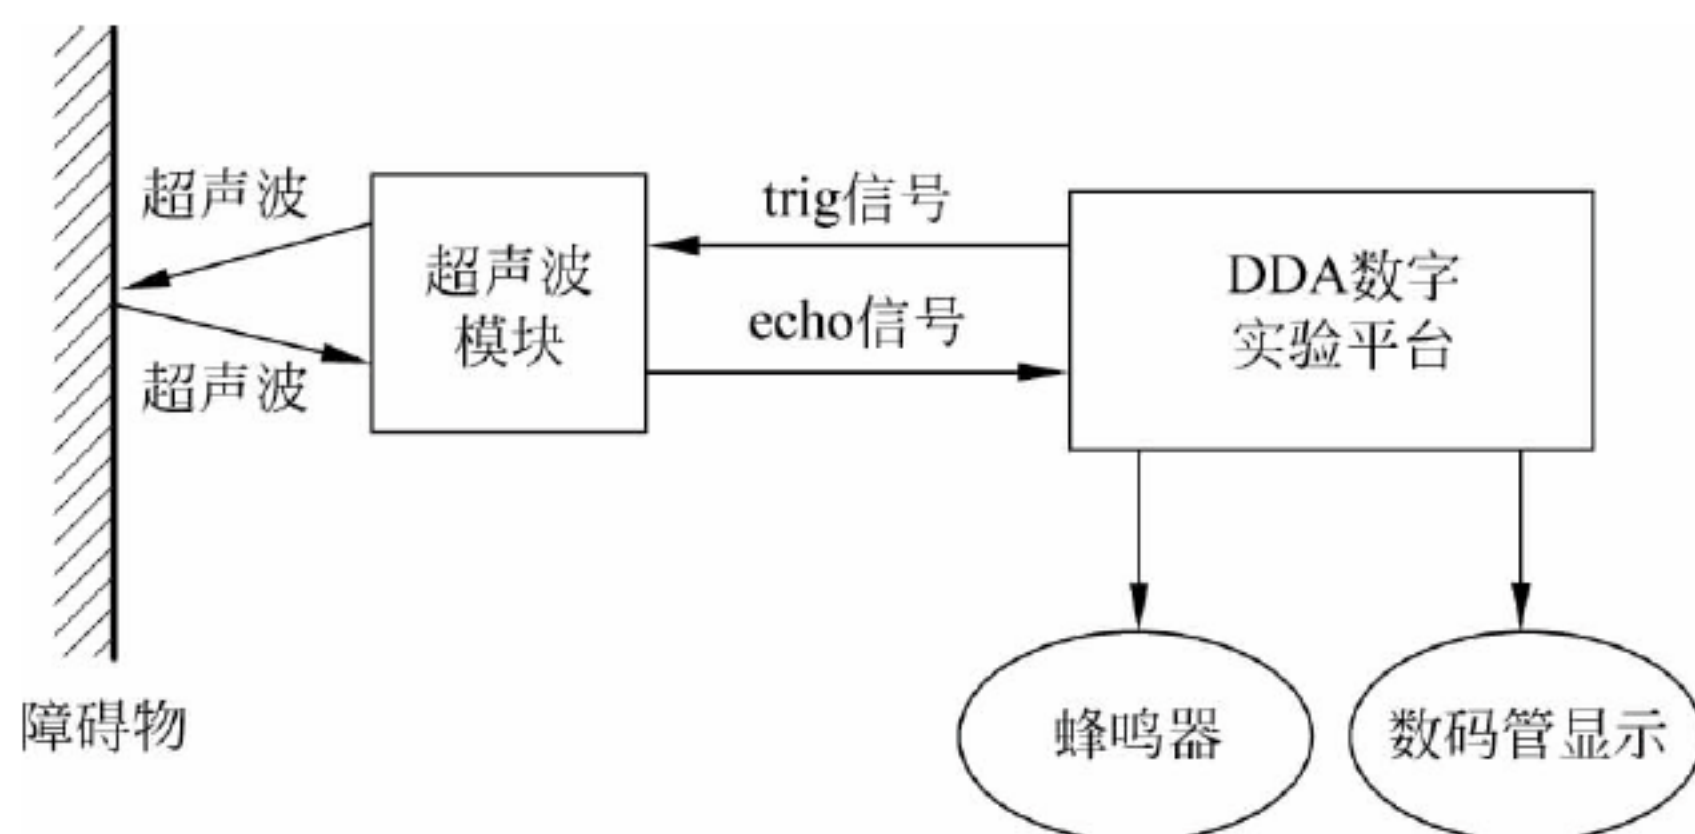 超声波
超声波
模块
trig信号
echo信号
DDA数字
实验平台
超声波
障碍物
蜂鸣器
数码管显示